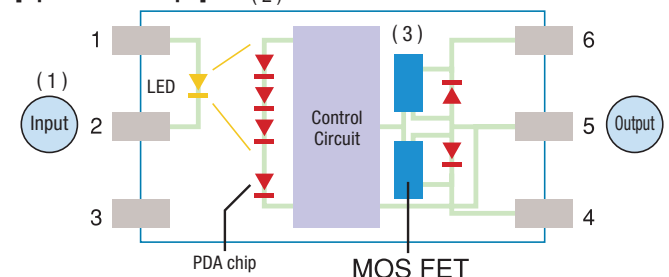 (2)
1
(1)
LED
Input
2
3
Control
Circuit
(3)
6
5
Output
4
PDA chip
MOS FET